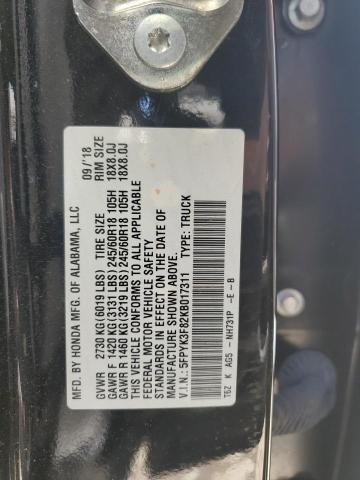 MFD. BY HONDA MFG. OF ALABAMA, LLC 09/'18
GVWR 2730 KG(6019 LBS) TIRE SIZE RIM SIZE
GAWR F 1420 KG(3131 LBS) 245/60R18 105H 18X8.0J
GAWR R 1460 KG(3219 LBS) 245/60R18 105H 18X8.0J
THIS VEHICLE CONFORMS TO ALL APPLICABLE
FEDERAL MOTOR VEHICLE SAFETY
STANDARDS IN EFFECT ON THE DATE OF
MANUFACTURE SHOWN ABOVE.
V.I.N.: 5FPYK3F82KB017311 TYPE: TRUCK
T6Z K AG5 - NH731P -E - B